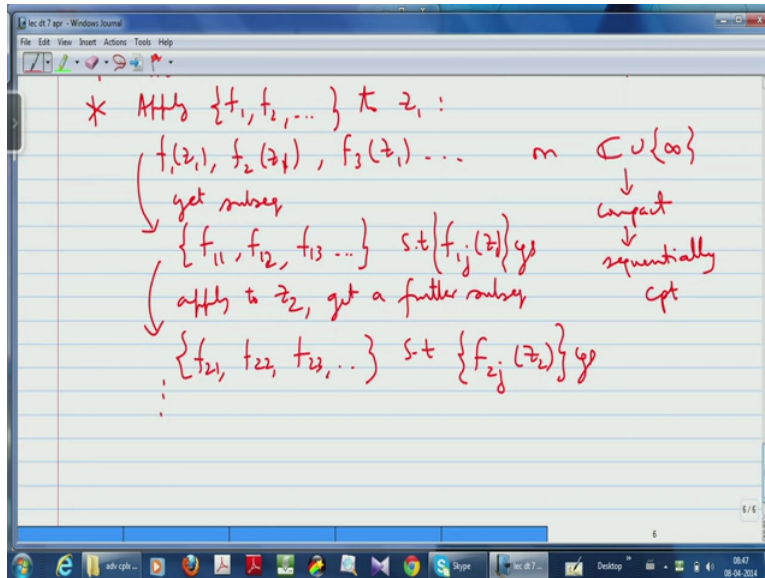 lec dt 7 apr - Windows Journal
File Edit View Insert Actions Tools Help
* Apply {f₁, f₂, ...} to z₁ :
f₁(z₁), f₂(z₁), f₃(z₁) ... in ℂ ∪ {∞}
↓
get subseq compact
↓
{f₁₁, f₁₂, f₁₃ ...} s.t {f₁ⱼ(z₁)} cgs sequentially
apply to z₂, get a further subseq cpt
{f₂₁, f₂₂, f₂₃, ..} s.t {f₂ⱼ(z₂)} cgs
⋮
6/6
6
adv cplx ...
Skype
lec dt 7 ...
Desktop
08:47
08-04-2014